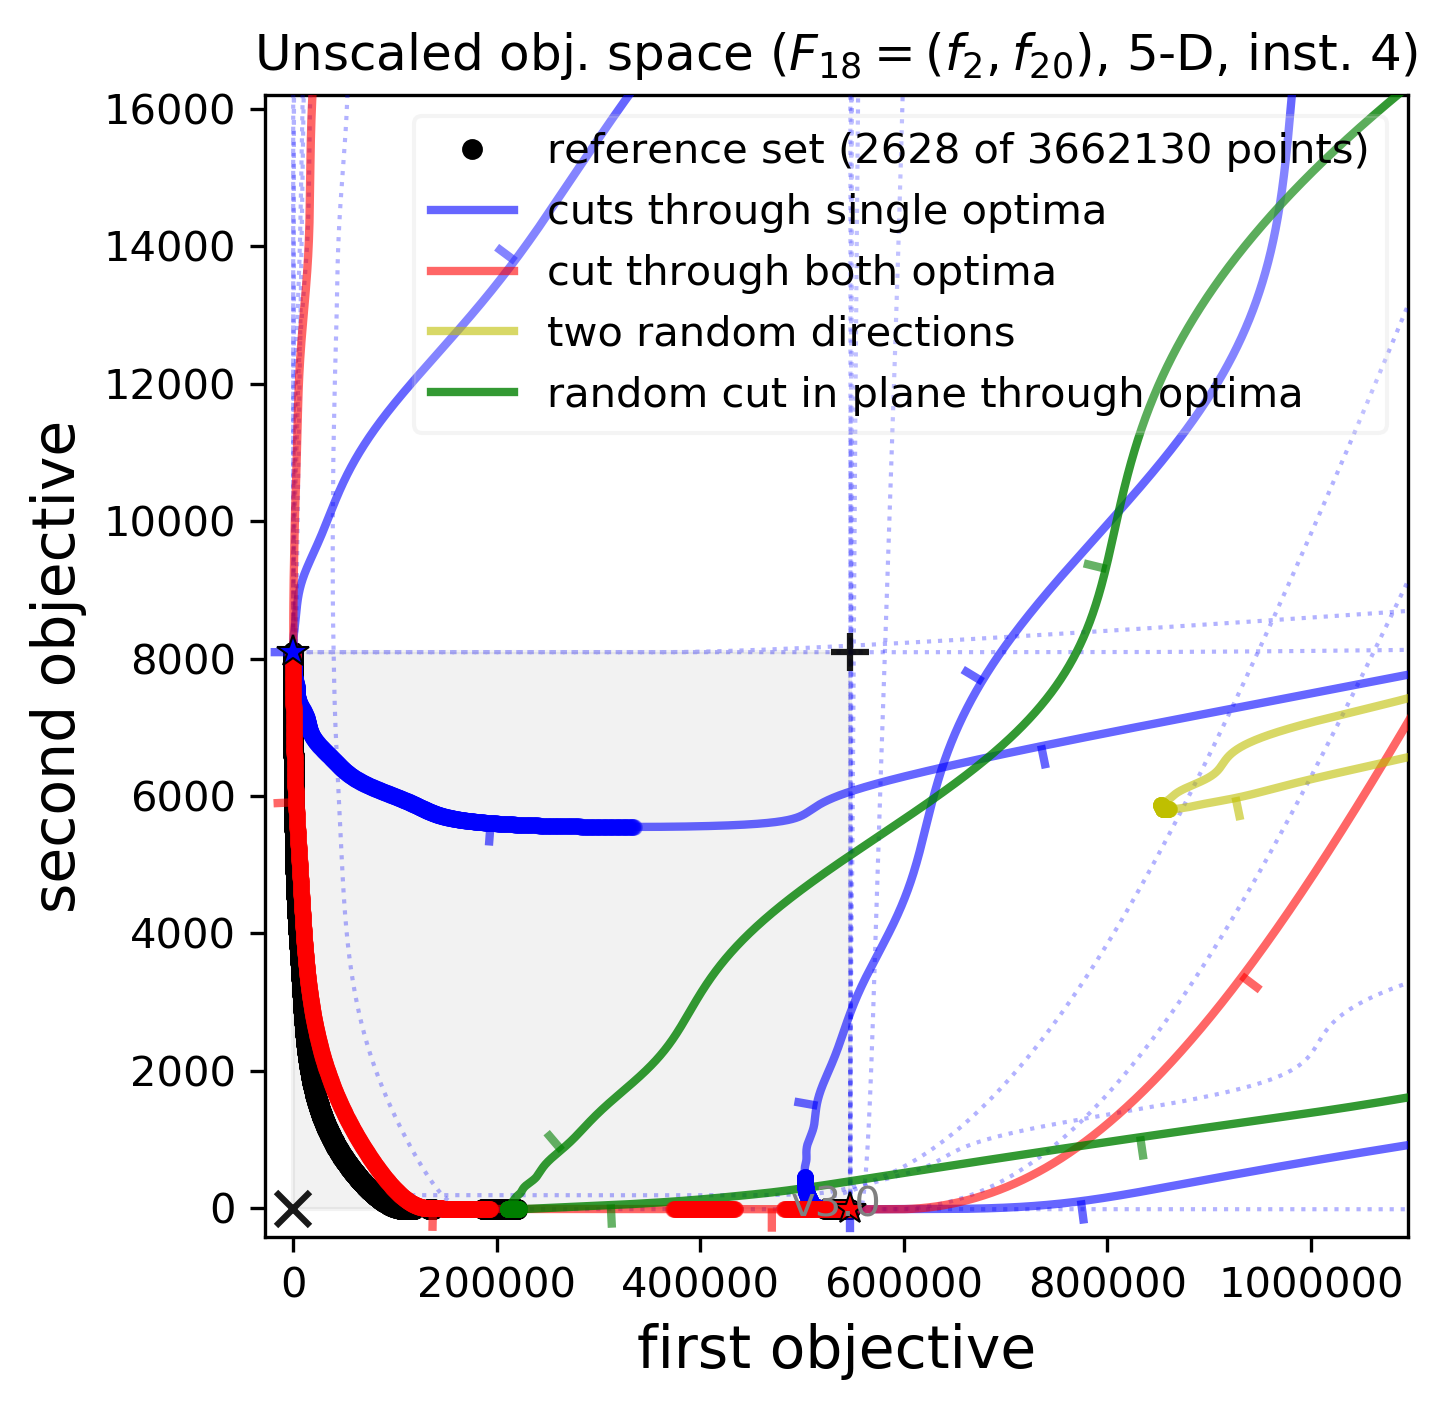 Unscaled obj. space (F₁₈ = (f₂, f₂₀), 5-D, inst. 4)
16000
14000
12000
10000
8000
6000
4000
2000
0
second objective
reference set (2628 of 3662130 points)
cuts through single optima
cut through both optima
two random directions
random cut in plane through optima
v3.0
0
200000
400000
600000
800000
1000000
first objective